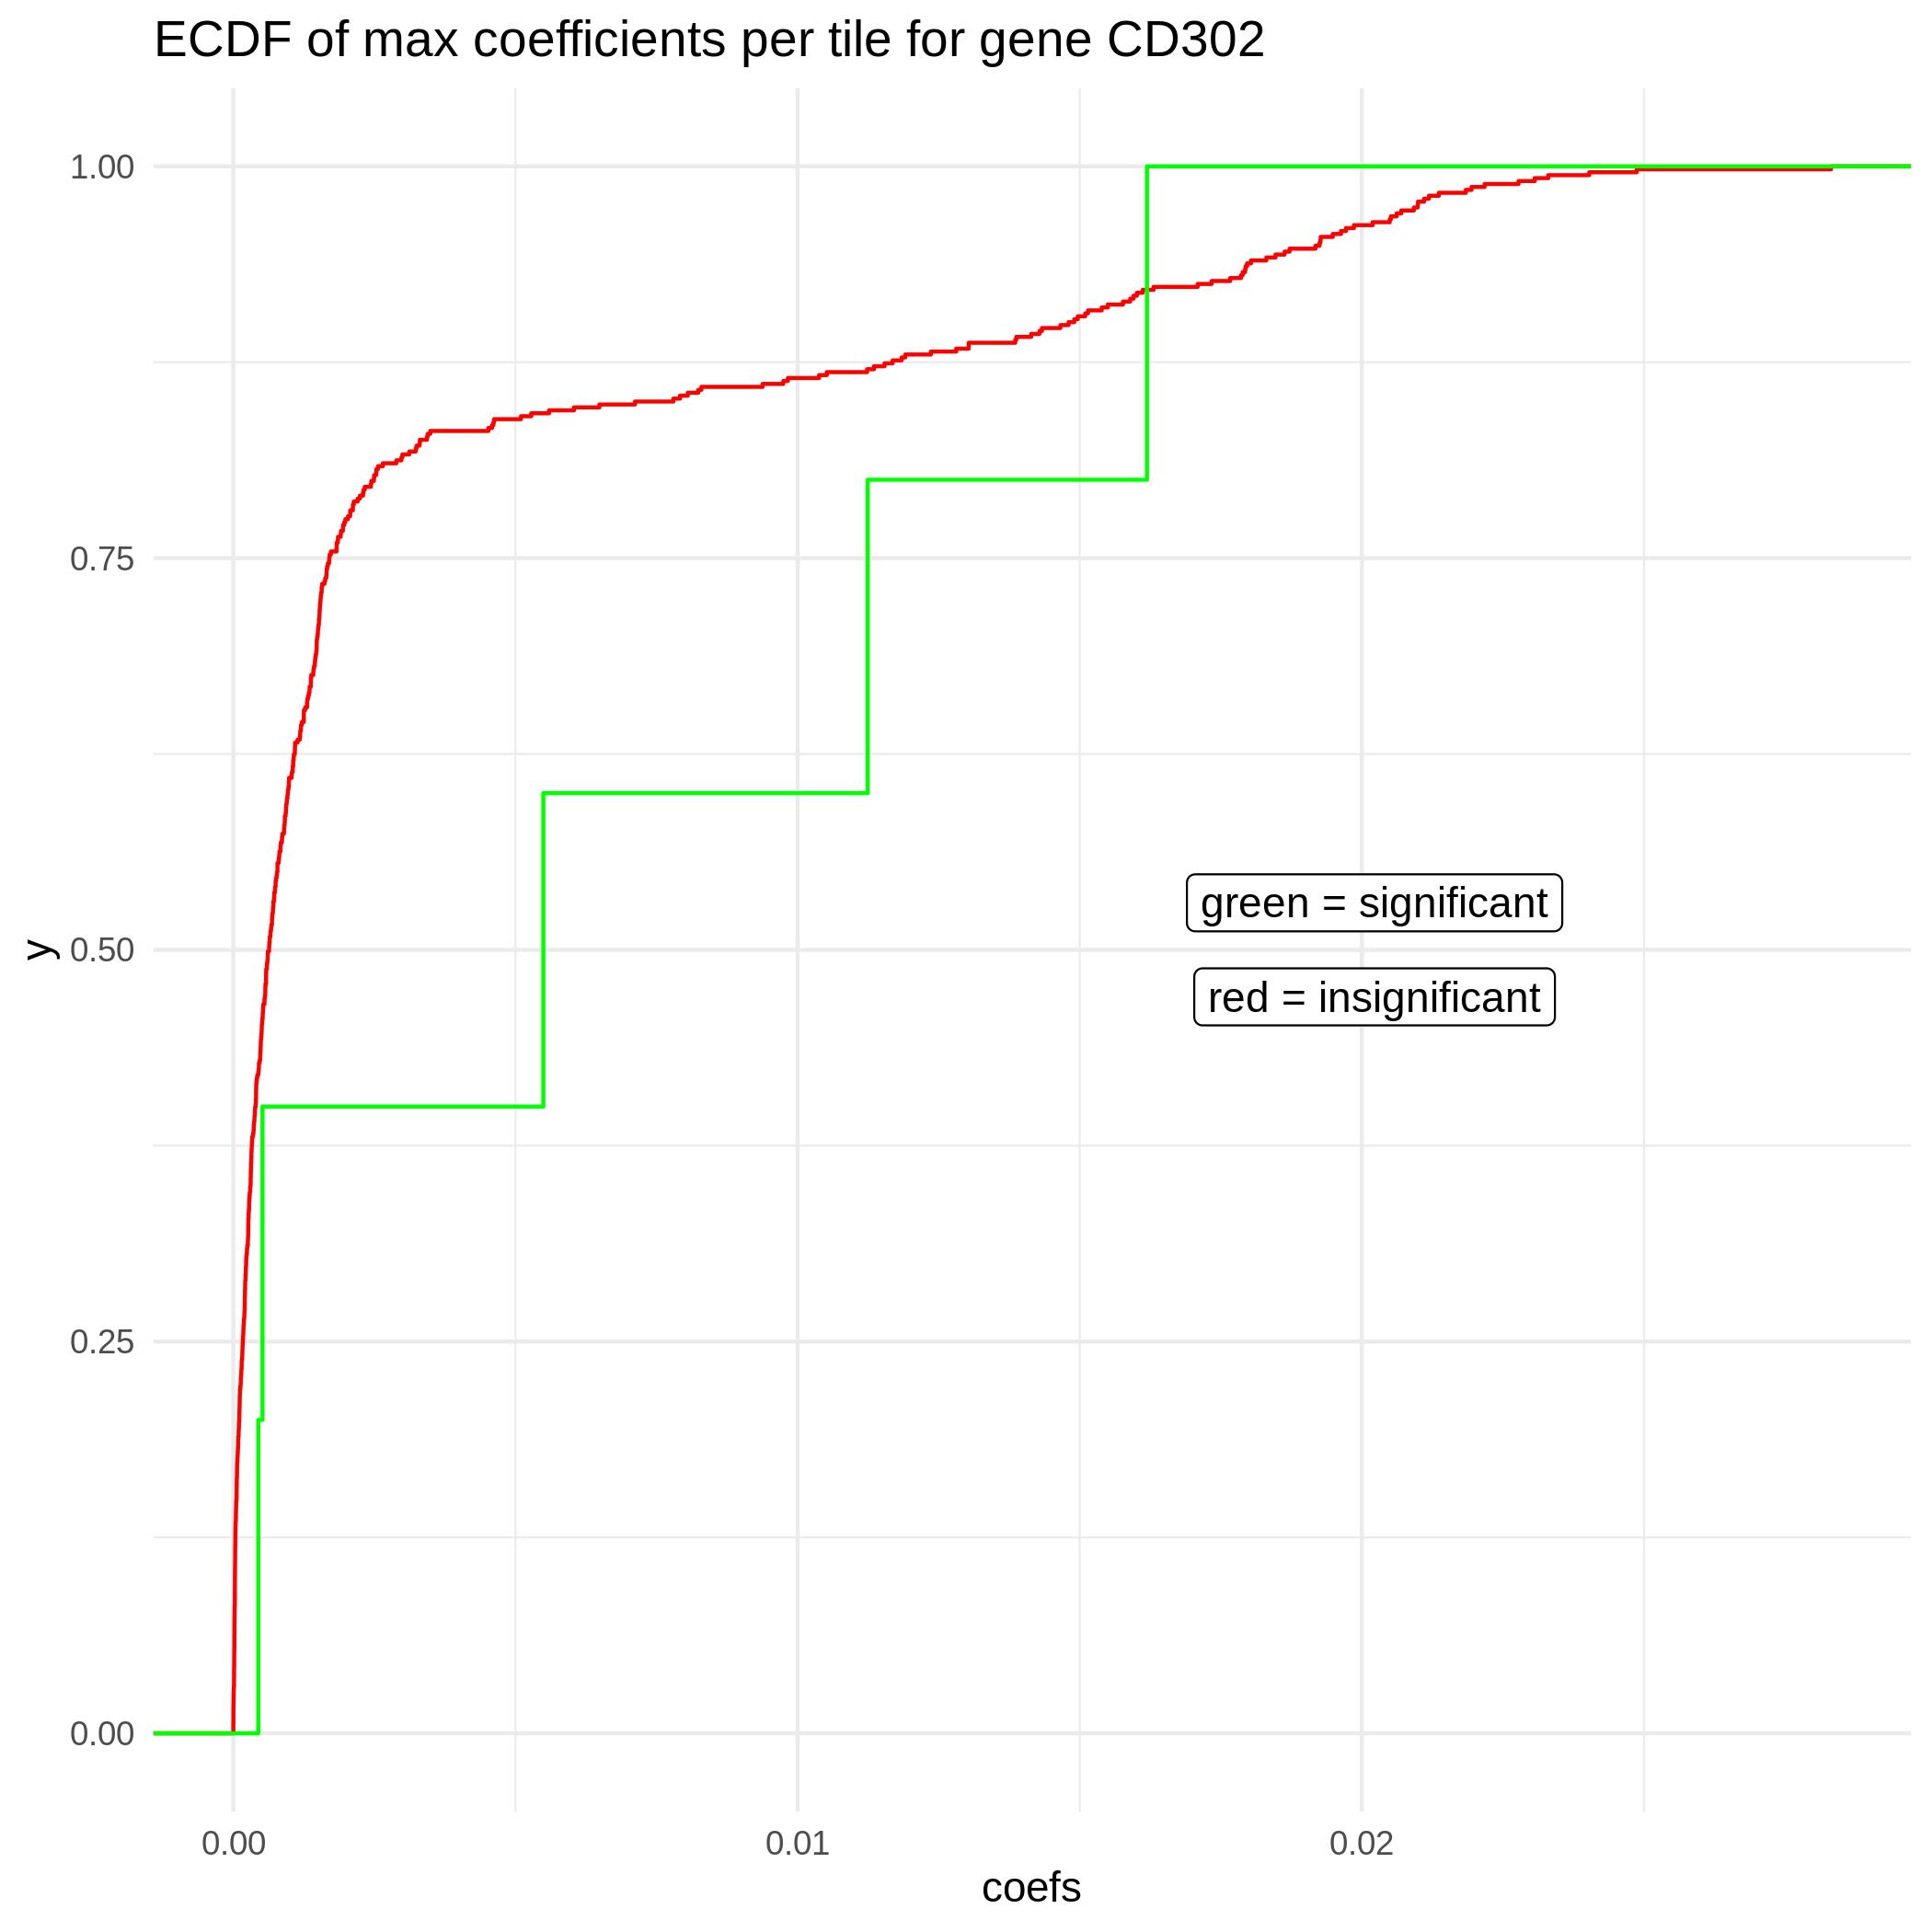 ECDF of max coefficients per tile for gene CD302
1.00
0.75
0.50
0.25
0.00
y
green = significant
red = insignificant
0.00 0.01 0.02
coefs